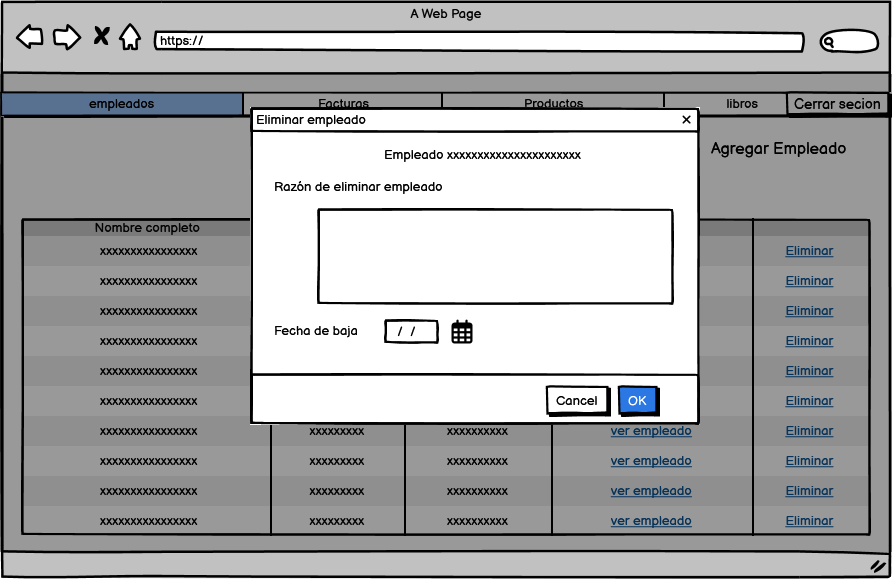 A Web Page
https://
empleados Facturas Productos libros Cerrar secion
Eliminar empleado
Empleado xxxxxxxxxxxxxxxxxxxxxx
Agregar Empleado
Razón de eliminar empleado
Nombre completo
xxxxxxxxxxxxxxxx Eliminar
xxxxxxxxxxxxxxxx Eliminar
xxxxxxxxxxxxxxxx Eliminar
Fecha de baja / /
xxxxxxxxxxxxxxxx Eliminar
xxxxxxxxxxxxxxxx Eliminar
xxxxxxxxxxxxxxxx Eliminar
Cancel OK
xxxxxxxxxxxxxxxx xxxxxxxxx xxxxxxxxxx ver empleado Eliminar
xxxxxxxxxxxxxxxx xxxxxxxxx xxxxxxxxxx ver empleado Eliminar
xxxxxxxxxxxxxxxx xxxxxxxxx xxxxxxxxxx ver empleado Eliminar
xxxxxxxxxxxxxxxx xxxxxxxxx xxxxxxxxxx ver empleado Eliminar